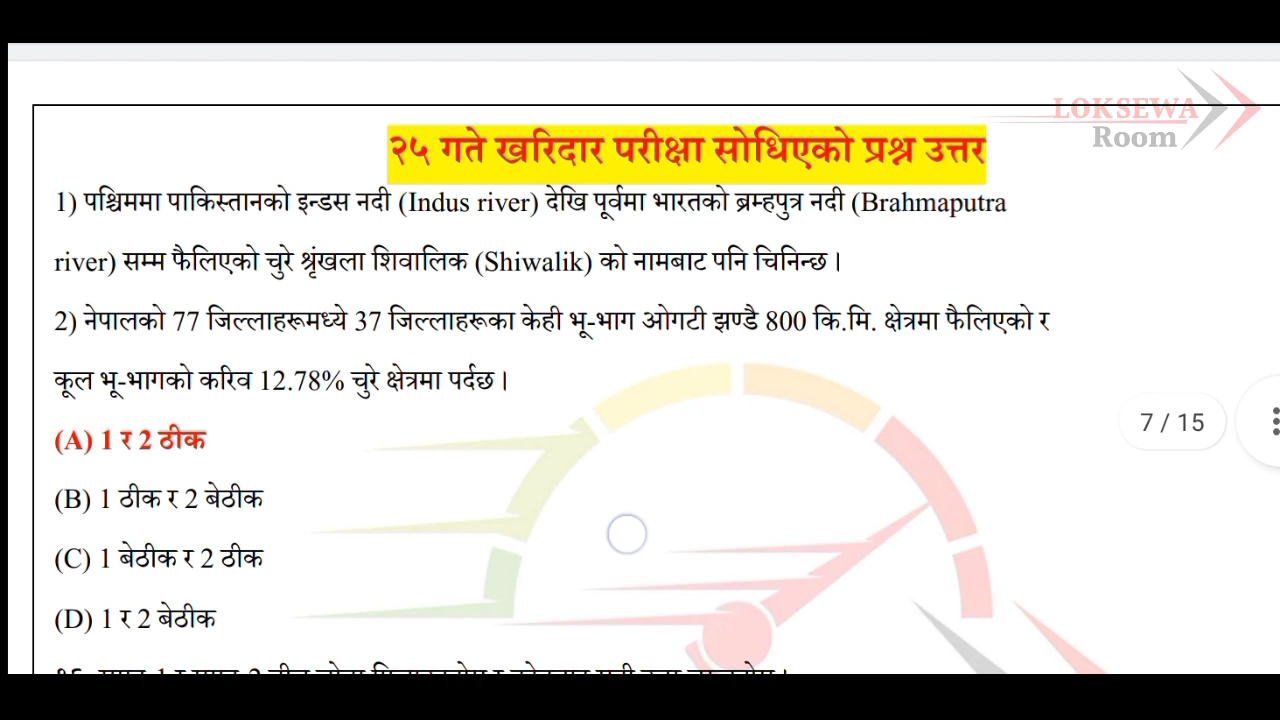 LOKSEWA
Room
२५ गते खरिदार परीक्षा सोधिएको प्रश्न उत्तर
1) पश्चिममा पाकिस्तानको इन्डस नदी (Indus river) देखि पूर्वमा भारतको ब्रम्हपुत्र नदी (Brahmaputra
river) सम्म फैलिएको चुरे श्रृंखला शिवालिक (Shiwalik) को नामबाट पनि चिनिन्छ।
2) नेपालको 77 जिल्लाहरूमध्ये 37 जिल्लाहरूका केही भू-भाग ओगटी झण्डै 800 कि.मि. क्षेत्रमा फैलिएको र
कूल भू-भागको करिव 12.78% चुरे क्षेत्रमा पर्दछ।
7 / 15
(A) 1 र 2 ठीक
(B) 1 ठीक र 2 बेठीक
(C) 1 बेठीक र 2 ठीक
(D) 1 र 2 बेठीक